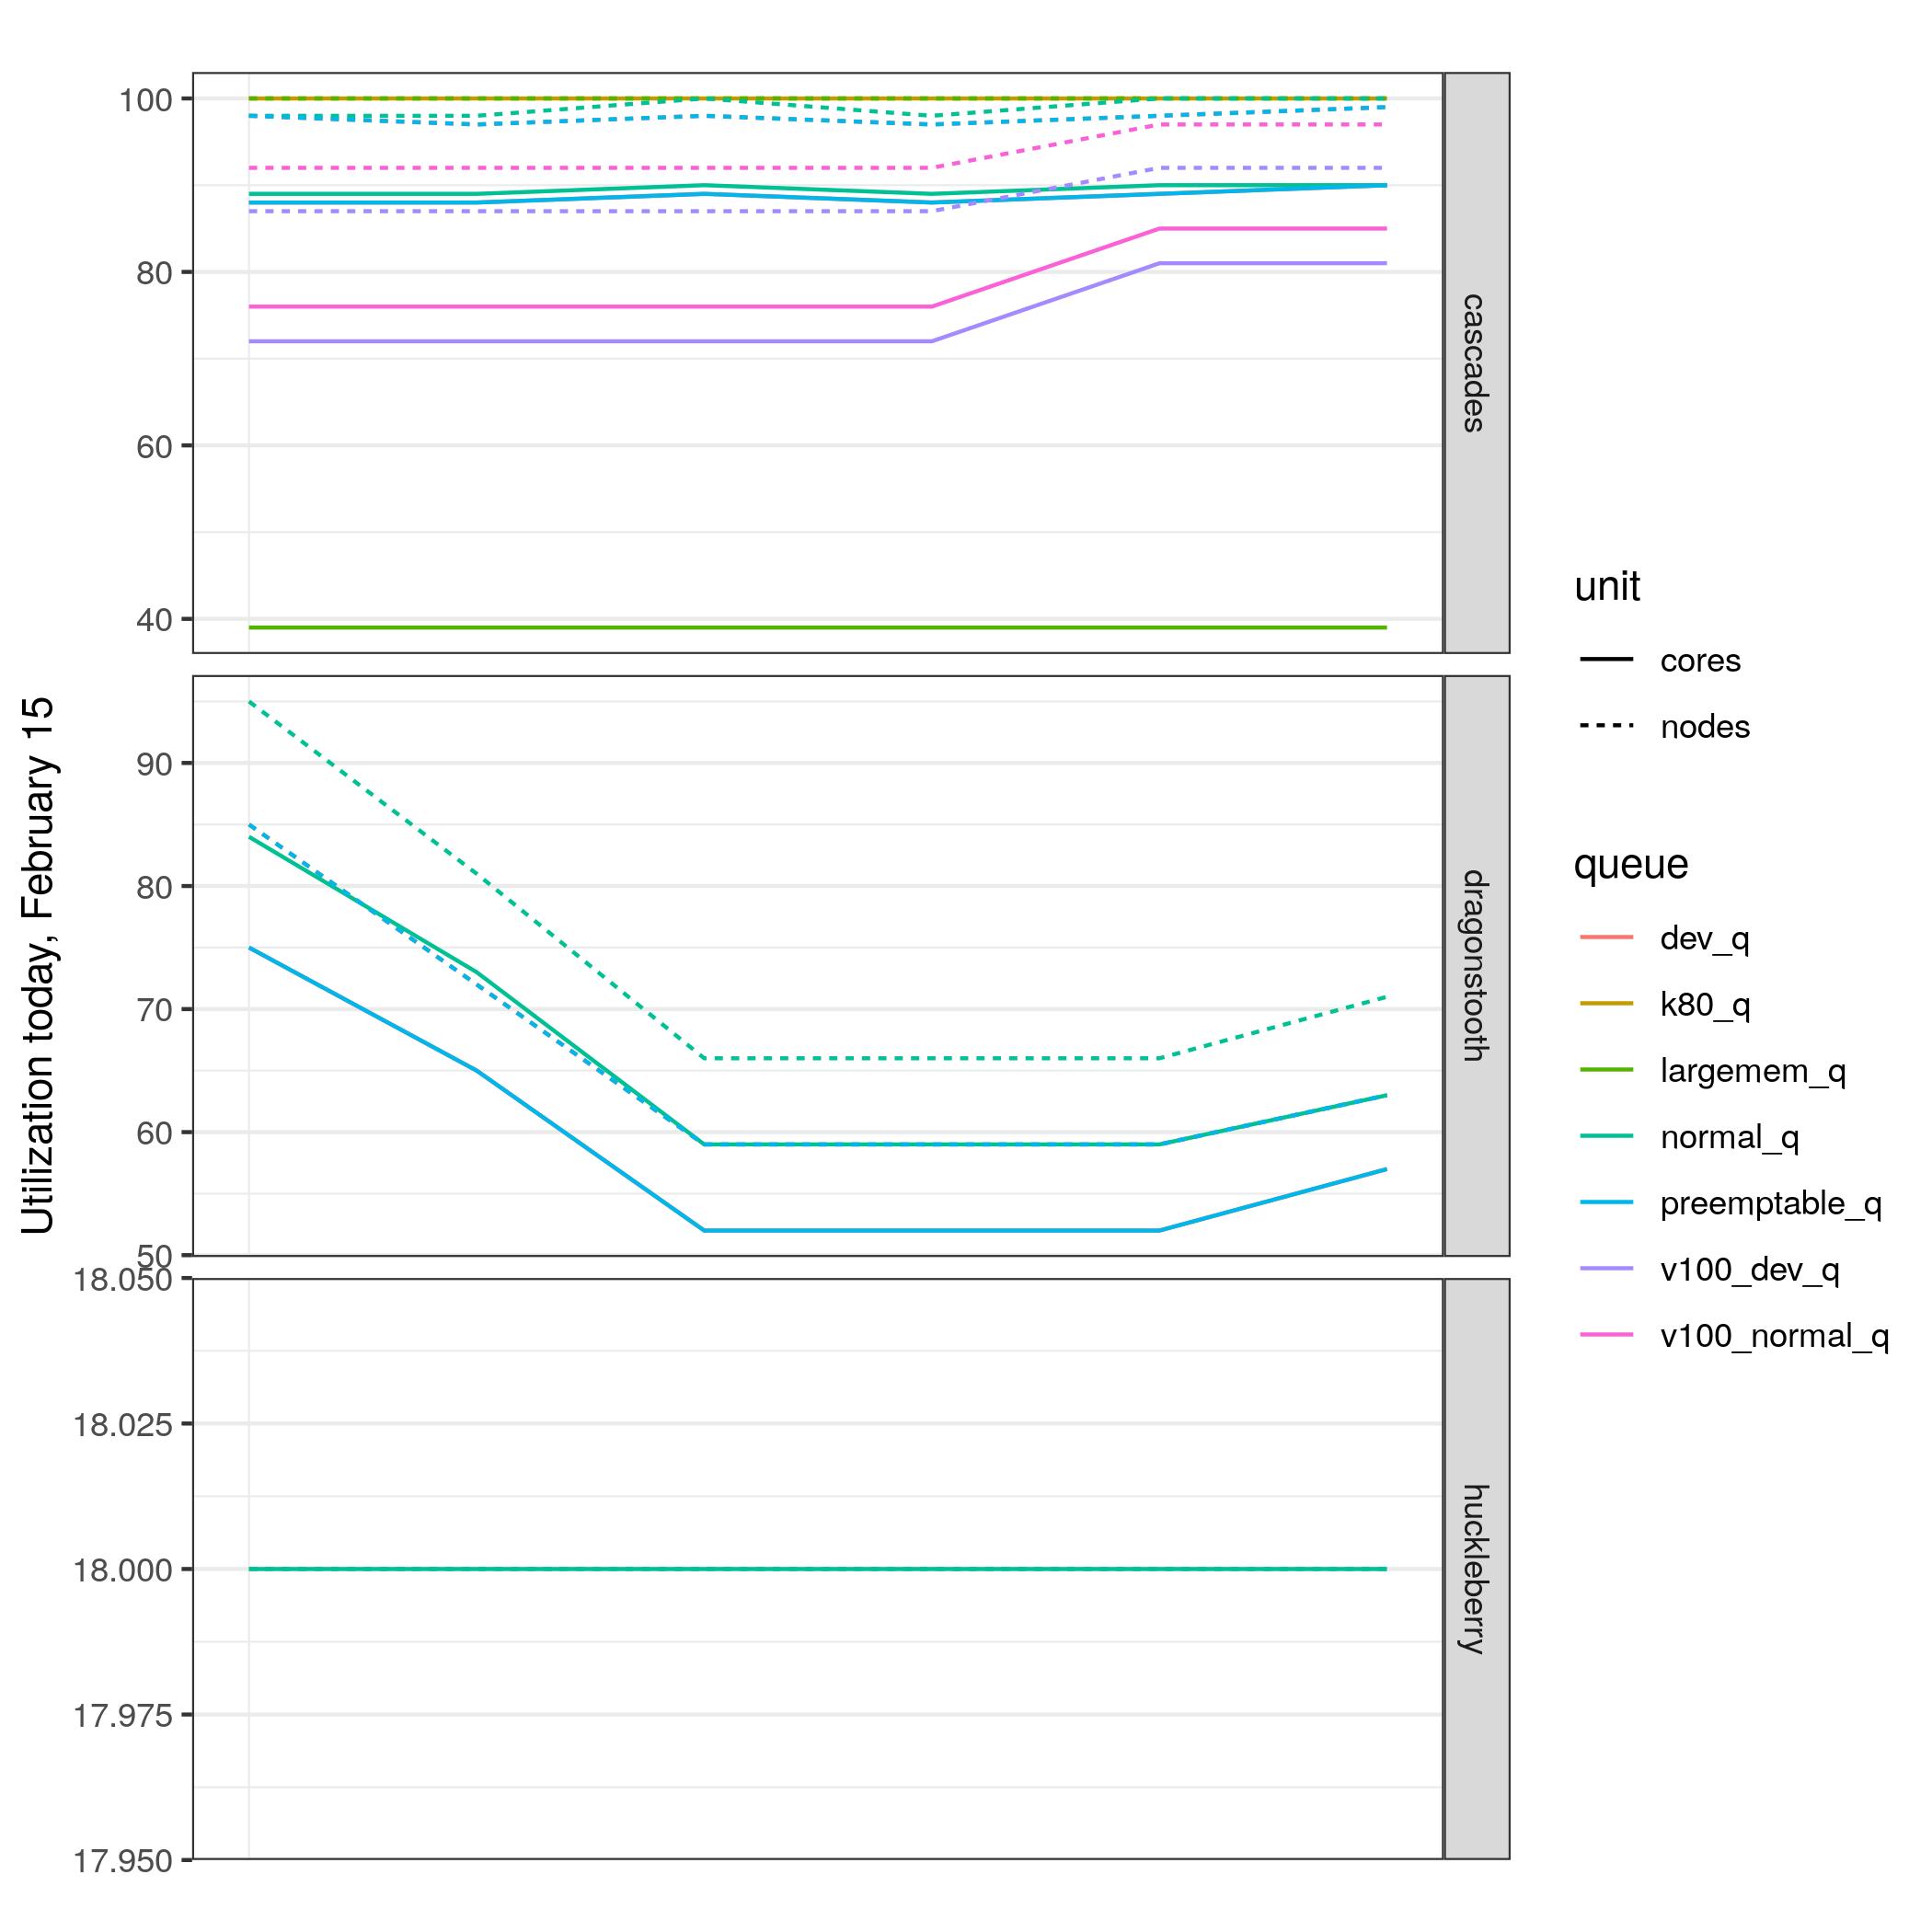 Utilization today, February 15
100
80
60
40
cascades
90
80
70
60
50
dragonstooth
18.050
18.025
18.000
17.975
17.950
huckleberry
unit
cores
nodes
queue
dev_q
k80_q
largemem_q
normal_q
preemptable_q
v100_dev_q
v100_normal_q